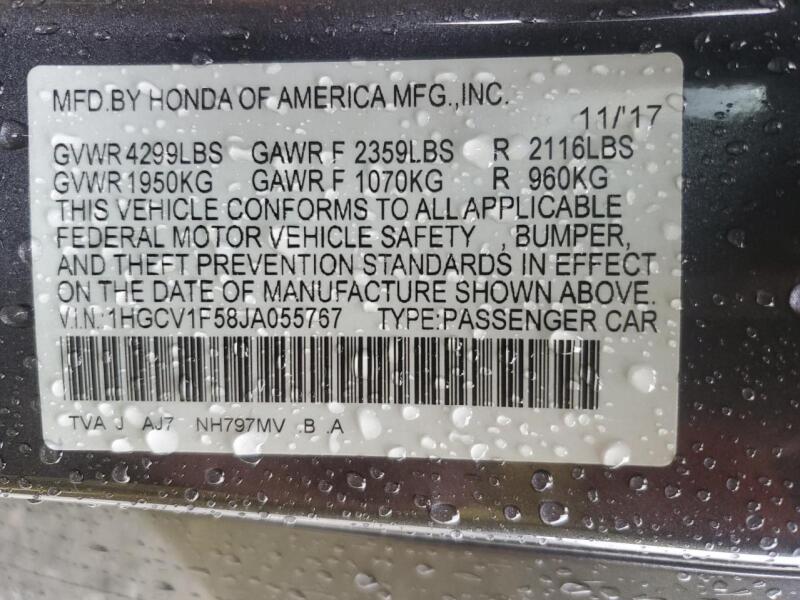 MFD.BY HONDA OF AMERICA MFG.,INC.
11/'17
GVWR 4299LBS GAWR F 2359LBS R 2116LBS
GVWR 1950KG GAWR F 1070KG R 960KG
THIS VEHICLE CONFORMS TO ALL APPLICABLE
FEDERAL MOTOR VEHICLE SAFETY , BUMPER,
AND THEFT PREVENTION STANDARDS IN EFFECT
ON THE DATE OF MANUFACTURE SHOWN ABOVE.
V.I.N.:1HGCV1F58JA055767 TYPE:PASSENGER CAR
TVA J AJ7 NH797MV B A